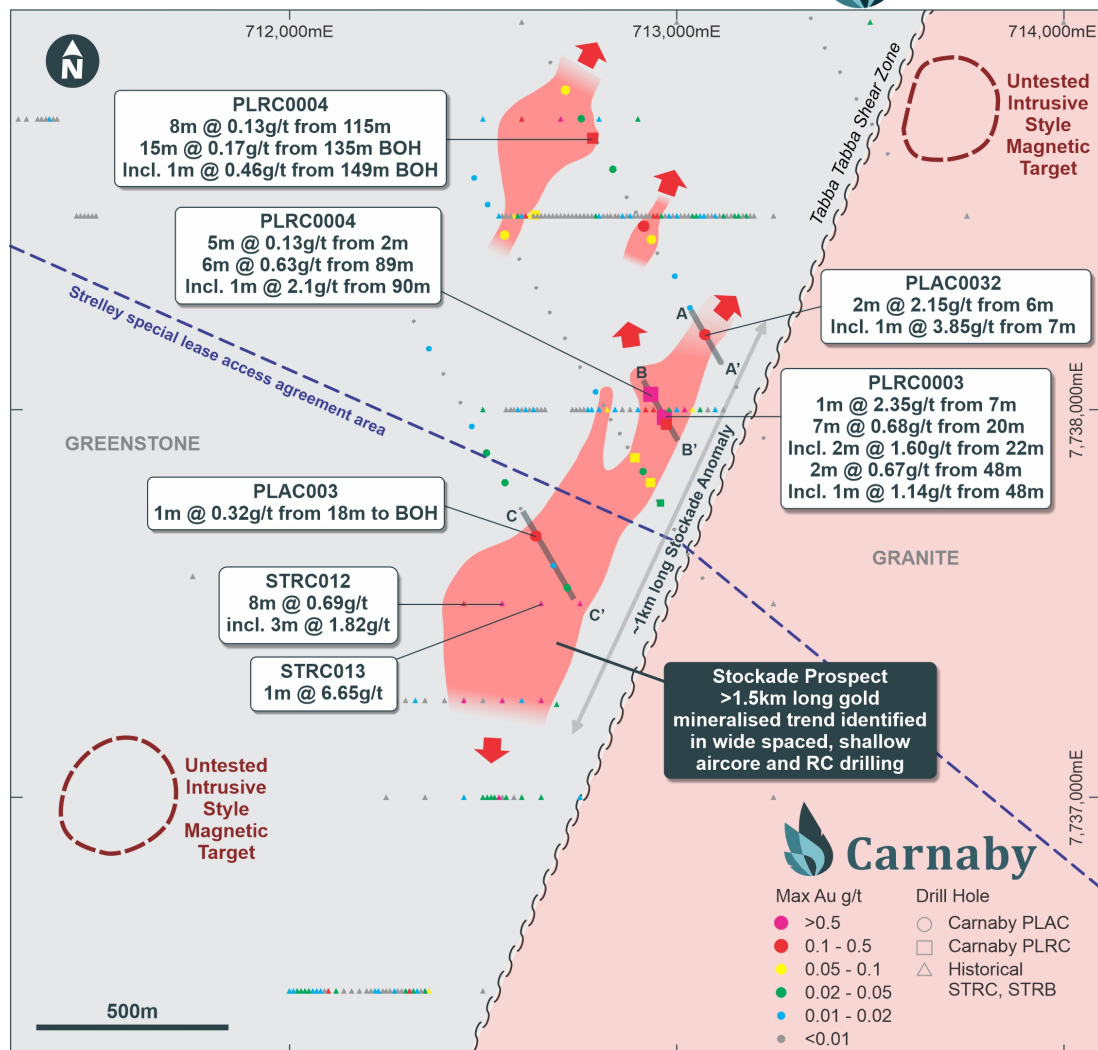 712,000mE
713,000mE
714,000mE
N
Untested
Intrusive
Style
Magnetic
Target
Tabba Tabba Shear Zone
PLRC0004
8m @ 0.13g/t from 115m
15m @ 0.17g/t from 135m BOH
Incl. 1m @ 0.46g/t from 149m BOH
PLRC0004
5m @ 0.13g/t from 2m
6m @ 0.63g/t from 89m
Incl. 1m @ 2.1g/t from 90m
PLAC0032
2m @ 2.15g/t from 6m
Incl. 1m @ 3.85g/t from 7m
Strelley special lease access agreement area
A
A'
B
B'
PLRC0003
1m @ 2.35g/t from 7m
7m @ 0.68g/t from 20m
Incl. 2m @ 1.60g/t from 22m
2m @ 0.67g/t from 48m
Incl. 1m @ 1.14g/t from 48m
7,738,000mE
GREENSTONE
~1km long Stockade Anomaly
PLAC003
1m @ 0.32g/t from 18m to BOH
C
C'
GRANITE
STRC012
8m @ 0.69g/t
incl. 3m @ 1.82g/t
STRC013
1m @ 6.65g/t
Stockade Prospect
>1.5km long gold
mineralised trend identified
in wide spaced, shallow
aircore and RC drilling
Untested
Intrusive
Style
Magnetic
Target
7,737,000mE
Carnaby
Max Au g/t
>0.5
0.1 - 0.5
0.05 - 0.1
0.02 - 0.05
0.01 - 0.02
<0.01
Drill Hole
Carnaby PLAC
Carnaby PLRC
Historical
STRC, STRB
500m